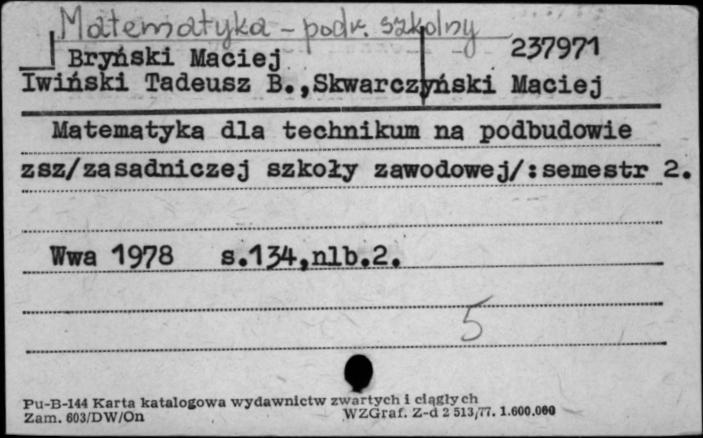 Matematyka - podr. szkolny
Bryński Maciej 237971
Iwiński Tadeusz B.,Skwarczyński Maciej
Matematyka dla technikum na podbudowie
zsz/zasadniczej szkoły zawodowej/:semestr 2.
Wwa 1978 s.134,nlb.2.
5
Pu-B-144 Karta katalogowa wydawnictw zwartych i ciągłych
Zam. 603/DW/On WZGraf. Z-d 2 513/77. 1.600.000